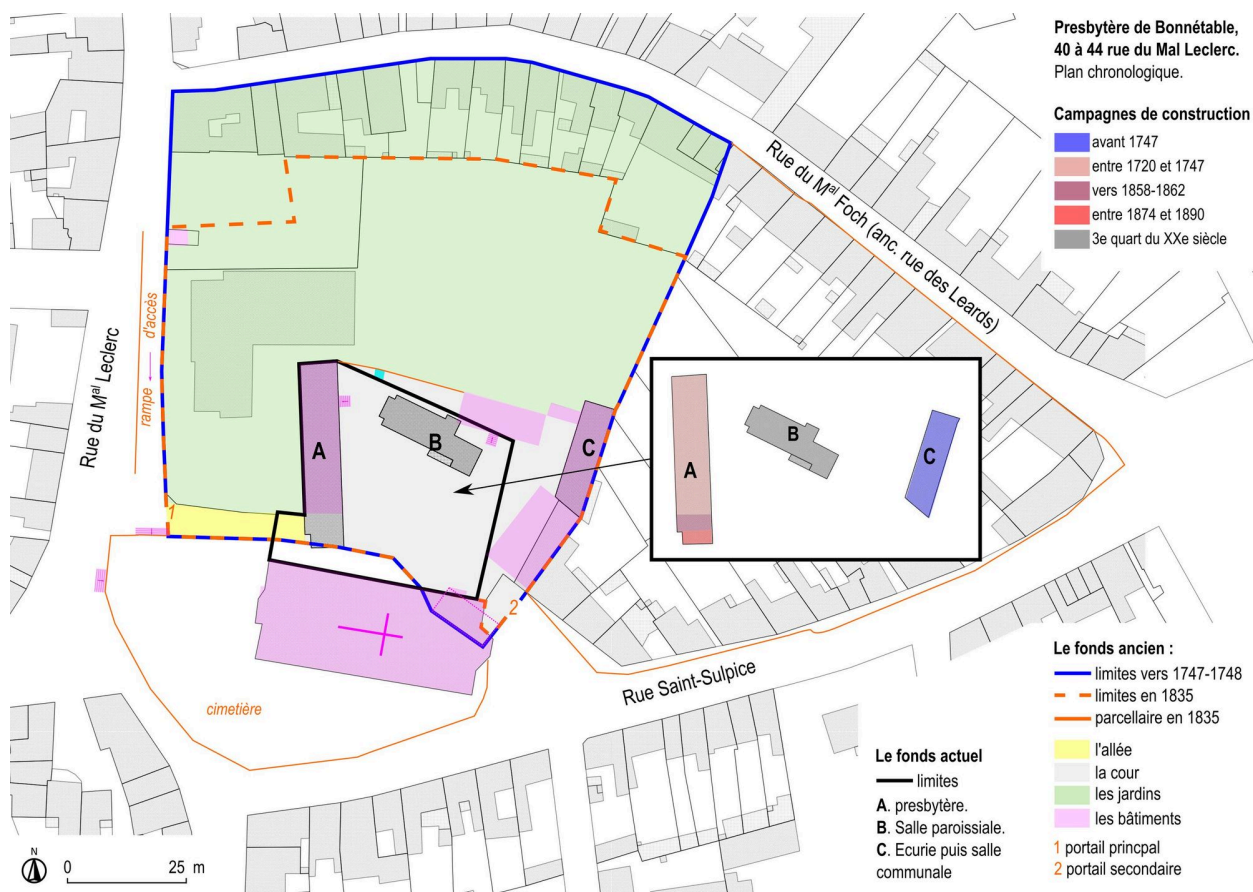 Presbytère de Bonnétable,
40 à 44 rue du Mal Leclerc.
Plan chronologique.
Campagnes de construction
avant 1747
entre 1720 et 1747
vers 1858-1862
entre 1874 et 1890
3e quart du XXe siècle
Rue du Mal Foch (anc. rue des Leards)
Rue du Mal Leclerc
rampe d'accès
A
B
C
A
B
C
1
2
cimetière
Rue Saint-Sulpice
Le fonds ancien :
limites vers 1747-1748
limites en 1835
parcellaire en 1835
l'allée
la cour
les jardins
les bâtiments
1 portail princpal
2 portail secondaire
Le fonds actuel
limites
A. presbytère.
B. Salle paroissiale.
C. Ecurie puis salle
communale
N
0 25 m